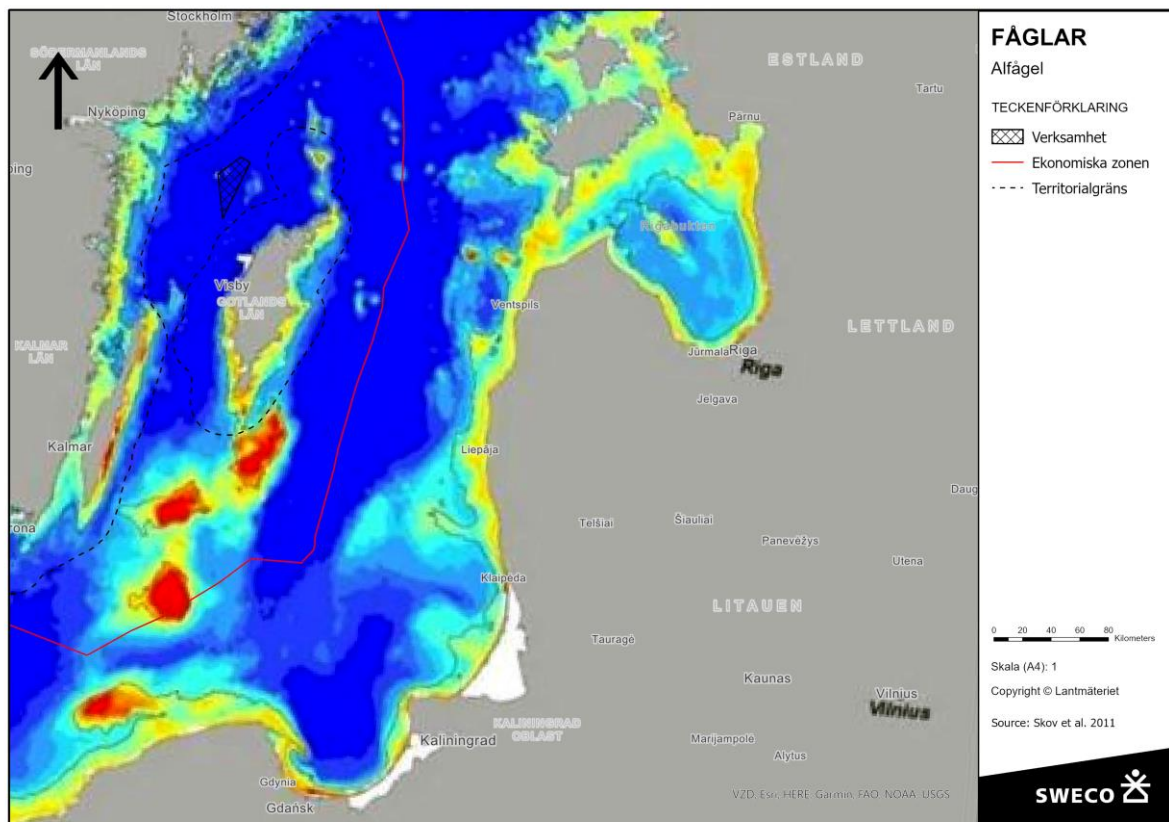 Stockholm
SÖDERMANLANDS
LÄN
Nyköping
ping
ESTLAND
Tartu
Pärnu
Rigabukten
Visby
GOTLANDS
LÄN
Ventspils
KALMAR
LÄN
LETTLAND
Jūrmala
Riga
Riga
Jelgava
Kalmar
Liepāja
Daug
rona
Telšiai
Šiauliai
Panevėžys
Utena
Klaipėda
LITAUEN
Tauragė
Kaunas
Vilnius
Vilnius
KALININGRAD
OBLAST
Kaliningrad
Marijampolė
Alytus
Gdynia
Gdańsk
VZD, Esri, HERE, Garmin, FAO, NOAA, USGS
FÅGLAR
Alfågel
TECKENFÖRKLARING
Verksamhet
Ekonomiska zonen
Territorialgräns
0 20 40 60 80
Kilometers
Skala (A4): 1
Copyright © Lantmäteriet
Source: Skov et al. 2011
SWECO